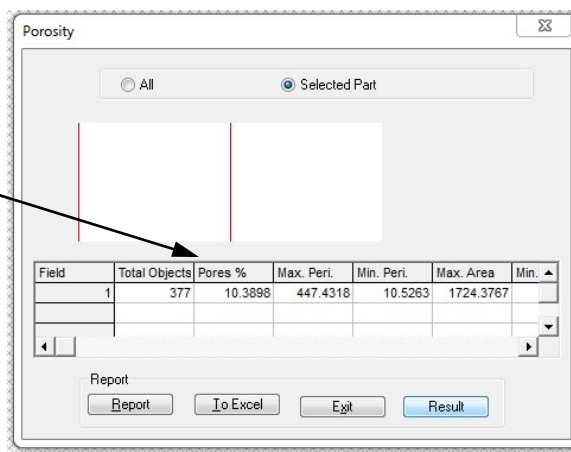 Porosity
All Selected Part
Field Total Objects Pores % Max. Peri. Min. Peri. Max. Area Min.
1 377 10.3898 447.4318 10.5263 1724.3767
Report
Report To Excel Exit Result